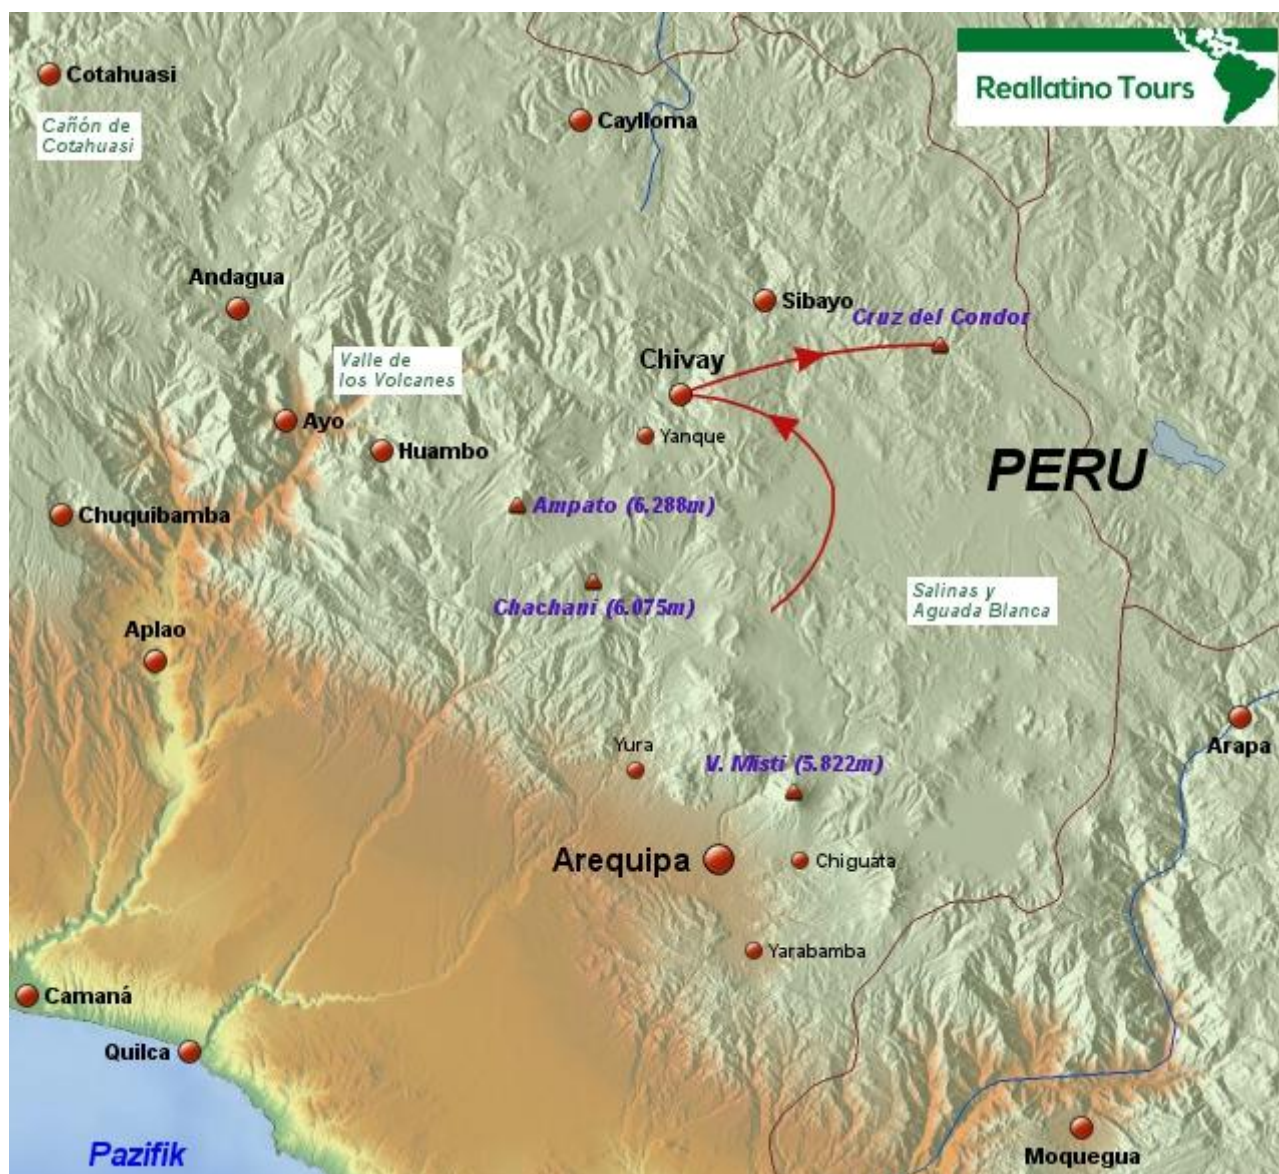 Cotahuasi
Cañón de
Cotahuasi
Caylloma
Reallatino Tours
Andagua
Sibayo
Cruz del Condor
Valle de
los Volcanes
Chivay
Ayo
Huambo
Yanque
PERU
Chuquibamba
Ampato (6.288m)
Chachani (6.075m)
Salinas y
Aguada Blanca
Aplao
Yura
V. Misti (5.822m)
Arapa
Arequipa
Chiguata
Yarabamba
Camaná
Quilca
Pazifik
Moquegua